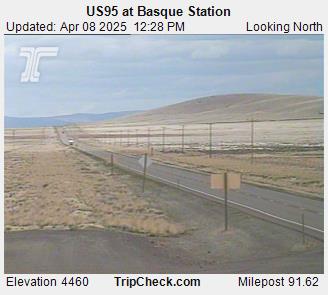 US95 at Basque Station
Updated: Apr 08 2025 12:28 PM Looking North
Elevation 4460 TripCheck.com Milepost 91.62